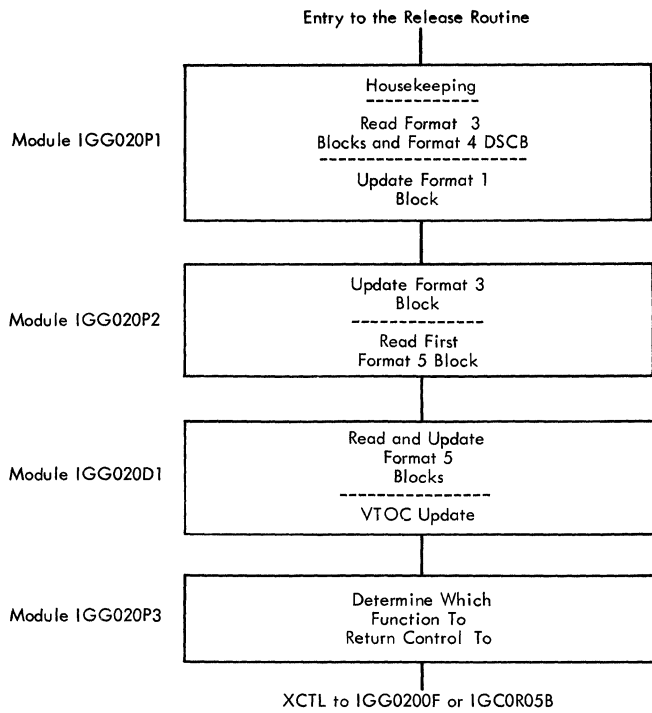 Entry to the Release Routine
Module IGG020P1
Housekeeping
Read Format 3
Blocks and Format 4 DSCB
Update Format 1
Block
Module IGG020P2
Update Format 3
Block
Read First
Format 5 Block
Module IGG020D1
Read and Update
Format 5
Blocks
VTOC Update
Module IGG020P3
Determine Which
Function To
Return Control To
XCTL to IGG0200F or IGC0R05B